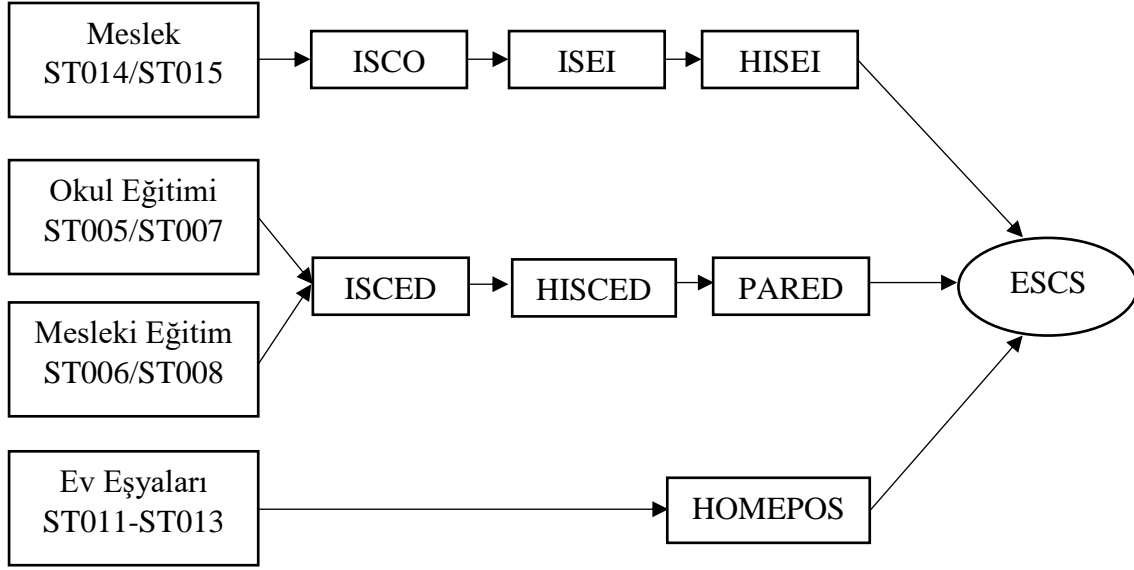 Meslek
ST014/ST015
ISCO
ISEI
HISEI
Okul Eğitimi
ST005/ST007
Mesleki Eğitim
ST006/ST008
ISCED
HISCED
PARED
ESCS
Ev Eşyaları
ST011-ST013
HOMEPOS